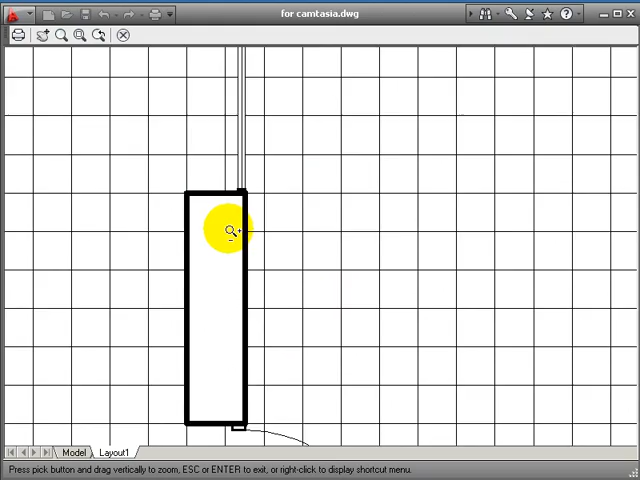 for camtasia.dwg
Model Layout1
Press pick button and drag vertically to zoom, ESC or ENTER to exit, or right-click to display shortcut menu.